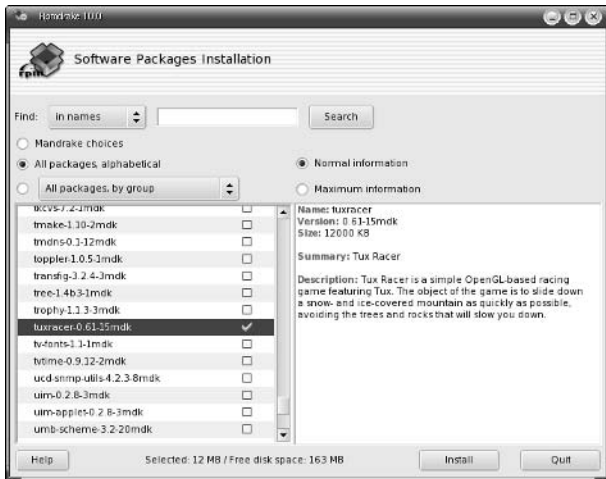 Rpmdrake 10.0
rpm
Software Packages Installation
Find: in names Search
Mandrake choices
All packages, alphabetical
Normal information
All packages, by group
Maximum information
tkcvs-7.2-1mdk
tmake-1.10-2mdk
tmdns-0.1-12mdk
toppler-1.0.5-1mdk
transfig-3.2.4-3mdk
tree-1.4b3-1mdk
trophy-1.1.3-3mdk
tuxracer-0.61-15mdk
tv-fonts-1.1-1mdk
tvtime-0.9.12-2mdk
ucd-snmp-utils-4.2.3-8mdk
uim-0.2.8-3mdk
uim-applet-0.2.8-3mdk
umb-scheme-3.2-20mdk
Name: tuxracer
Version: 0.61-15mdk
Size: 12000 KB
Summary: Tux Racer
Description: Tux Racer is a simple OpenGL-based racing
game featuring Tux. The object of the game is to slide down
a snow- and ice-covered mountain as quickly as possible,
avoiding the trees and rocks that will slow you down.
Help Selected: 12 MB / Free disk space: 163 MB Install Quit